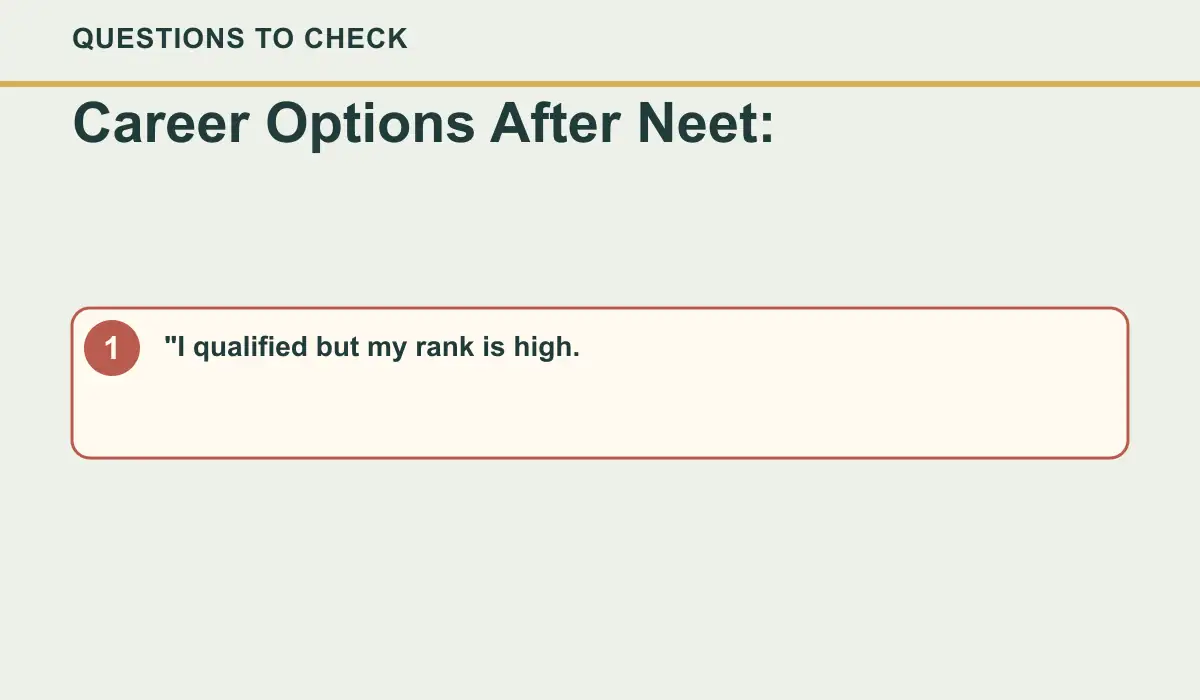 QUESTIONS TO CHECK
Career Options After Neet:
1 "I qualified but my rank is high.